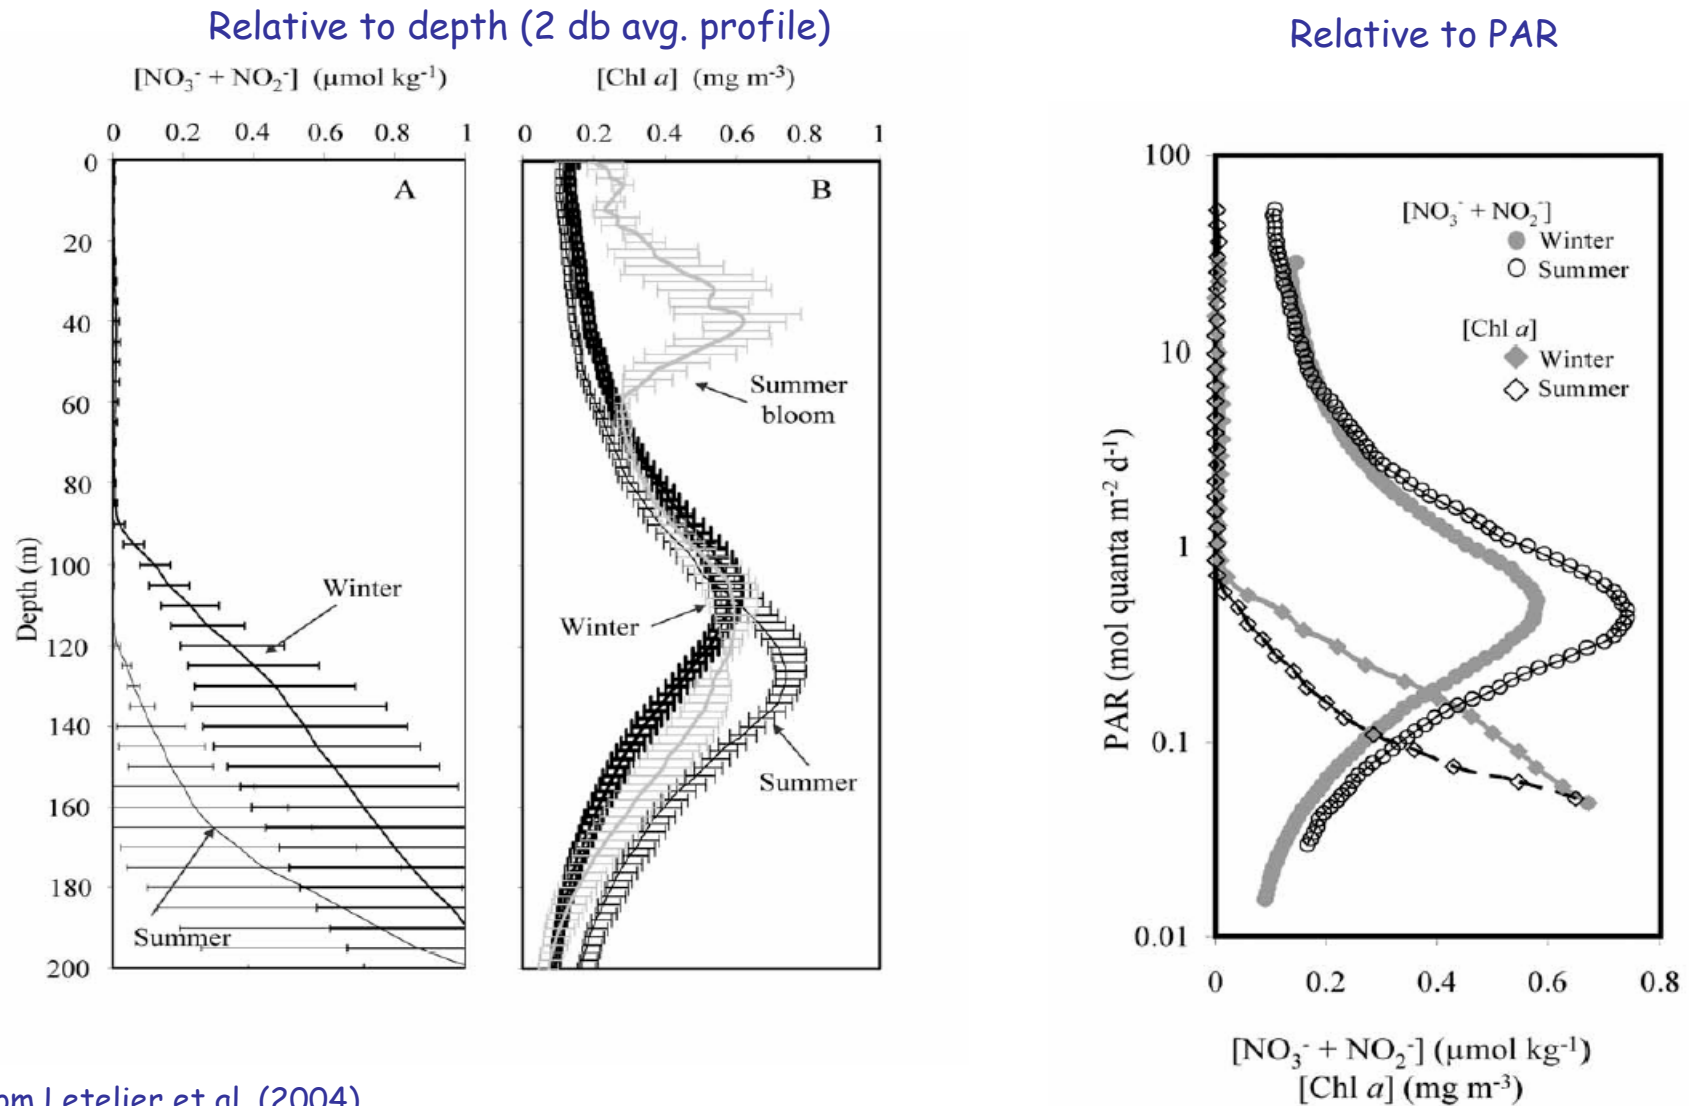 Relative to depth (2 db avg. profile)
Relative to PAR
[NO₃⁻ + NO₂⁻] (μmol kg⁻¹)
[Chl a] (mg m⁻³)
0 0.2 0.4 0.6 0.8 1
0 0.2 0.4 0.6 0.8 1
A
B
Depth (m)
0
20
40
60
80
100
120
140
160
180
200
Winter
Summer
Summer
bloom
Winter
Summer
PAR (mol quanta m⁻² d⁻¹)
100
10
1
0.1
0.01
[NO₃⁻ + NO₂⁻]
Winter
Summer
[Chl a]
Winter
Summer
0 0.2 0.4 0.6 0.8
[NO₃⁻ + NO₂⁻] (μmol kg⁻¹)
[Chl a] (mg m⁻³)
om Letelier et al. (2004)